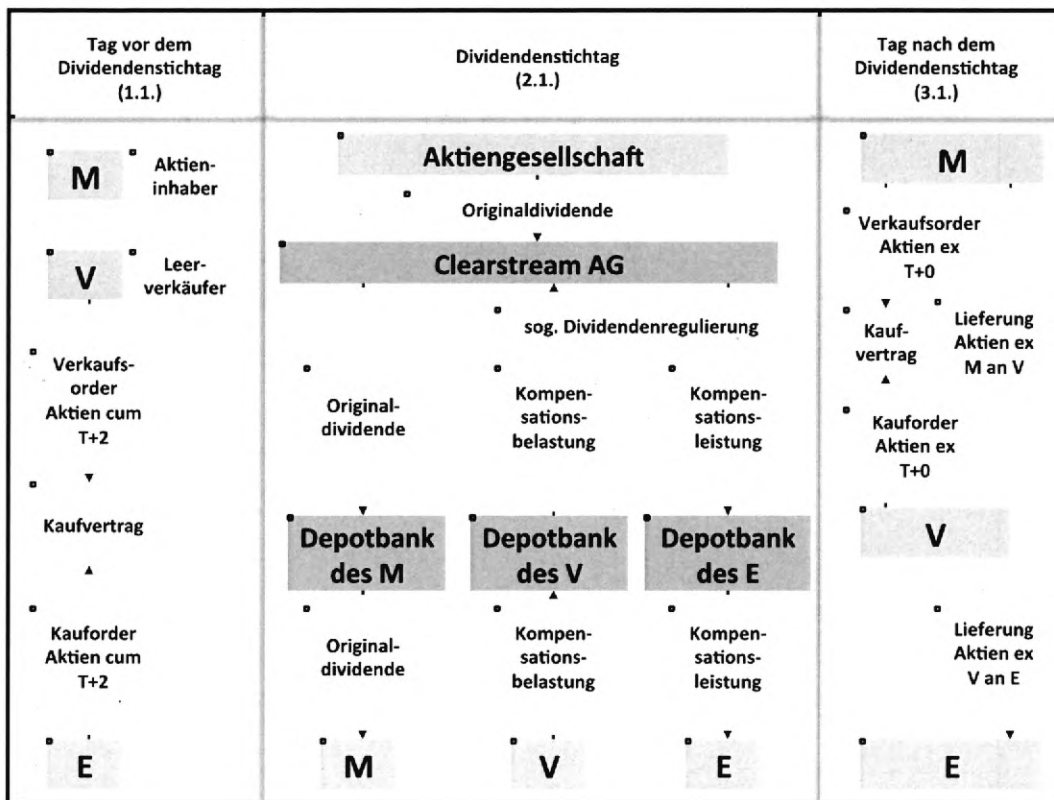 Tag vor dem
Dividendenstichtag
(1.1.)
Dividendenstichtag
(2.1.)
Tag nach dem
Dividendenstichtag
(3.1.)
M
Aktien-
inhaber
V
Leer-
verkäufer
Verkaufs-
order
Aktien cum
T+2
Kaufvertrag
Kauforder
Aktien cum
T+2
E
Aktiengesellschaft
Originaldividende
Clearstream AG
sog. Dividendenregulierung
Original-
dividende
Kompen-
sations-
belastung
Kompen-
sations-
leistung
Depotbank
des M
Depotbank
des V
Depotbank
des E
Original-
dividende
Kompen-
sations-
belastung
Kompen-
sations-
leistung
M
V
E
M
Verkaufsorder
Aktien ex
T+0
Kauf-
vertrag
Lieferung
Aktien ex
M an V
Kauforder
Aktien ex
T+0
V
Lieferung
Aktien ex
V an E
E